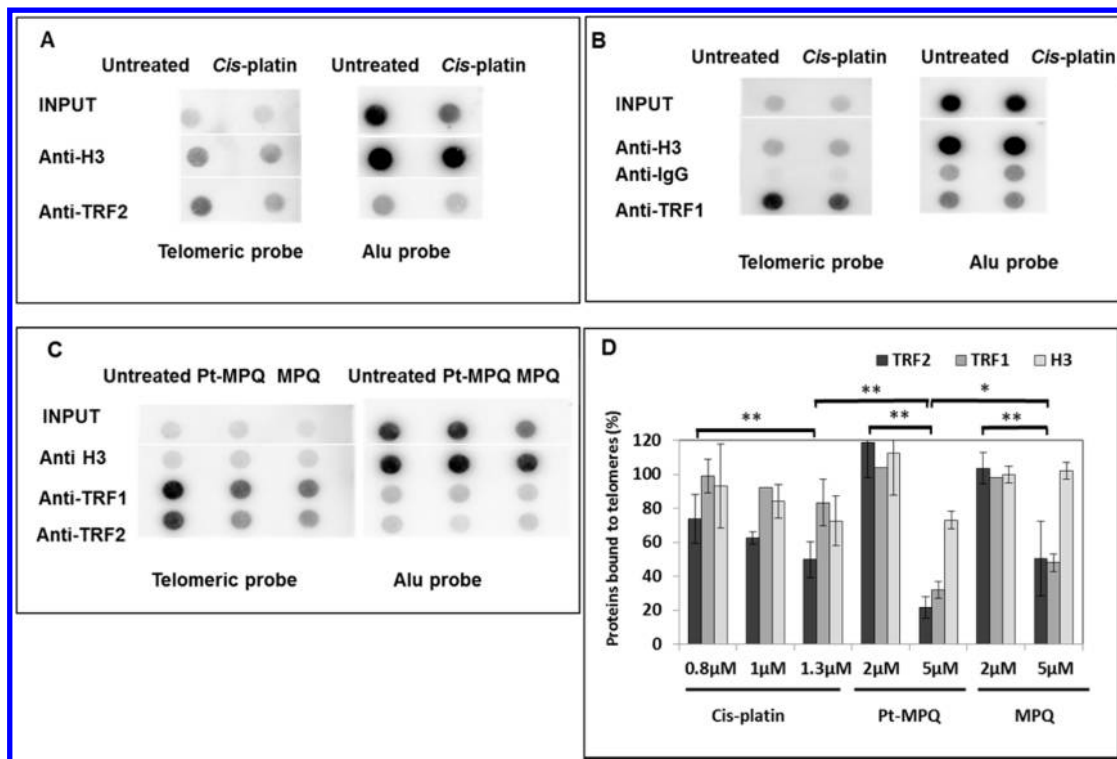 A
Untreated Cis-platin Untreated Cis-platin
INPUT
Anti-H3
Anti-TRF2
Telomeric probe Alu probe
B
Untreated Cis-platin Untreated Cis-platin
INPUT
Anti-H3
Anti-IgG
Anti-TRF1
Telomeric probe Alu probe
C
Untreated Pt-MPQ MPQ Untreated Pt-MPQ MPQ
INPUT
Anti H3
Anti-TRF1
Anti-TRF2
Telomeric probe Alu probe
D
TRF2 TRF1 H3
** ** ** * **
Proteins bound to telomeres (%)
120
100
80
60
40
20
0
0.8µM 1µM 1.3µM 2µM 5µM 2µM 5µM
Cis-platin Pt-MPQ MPQ